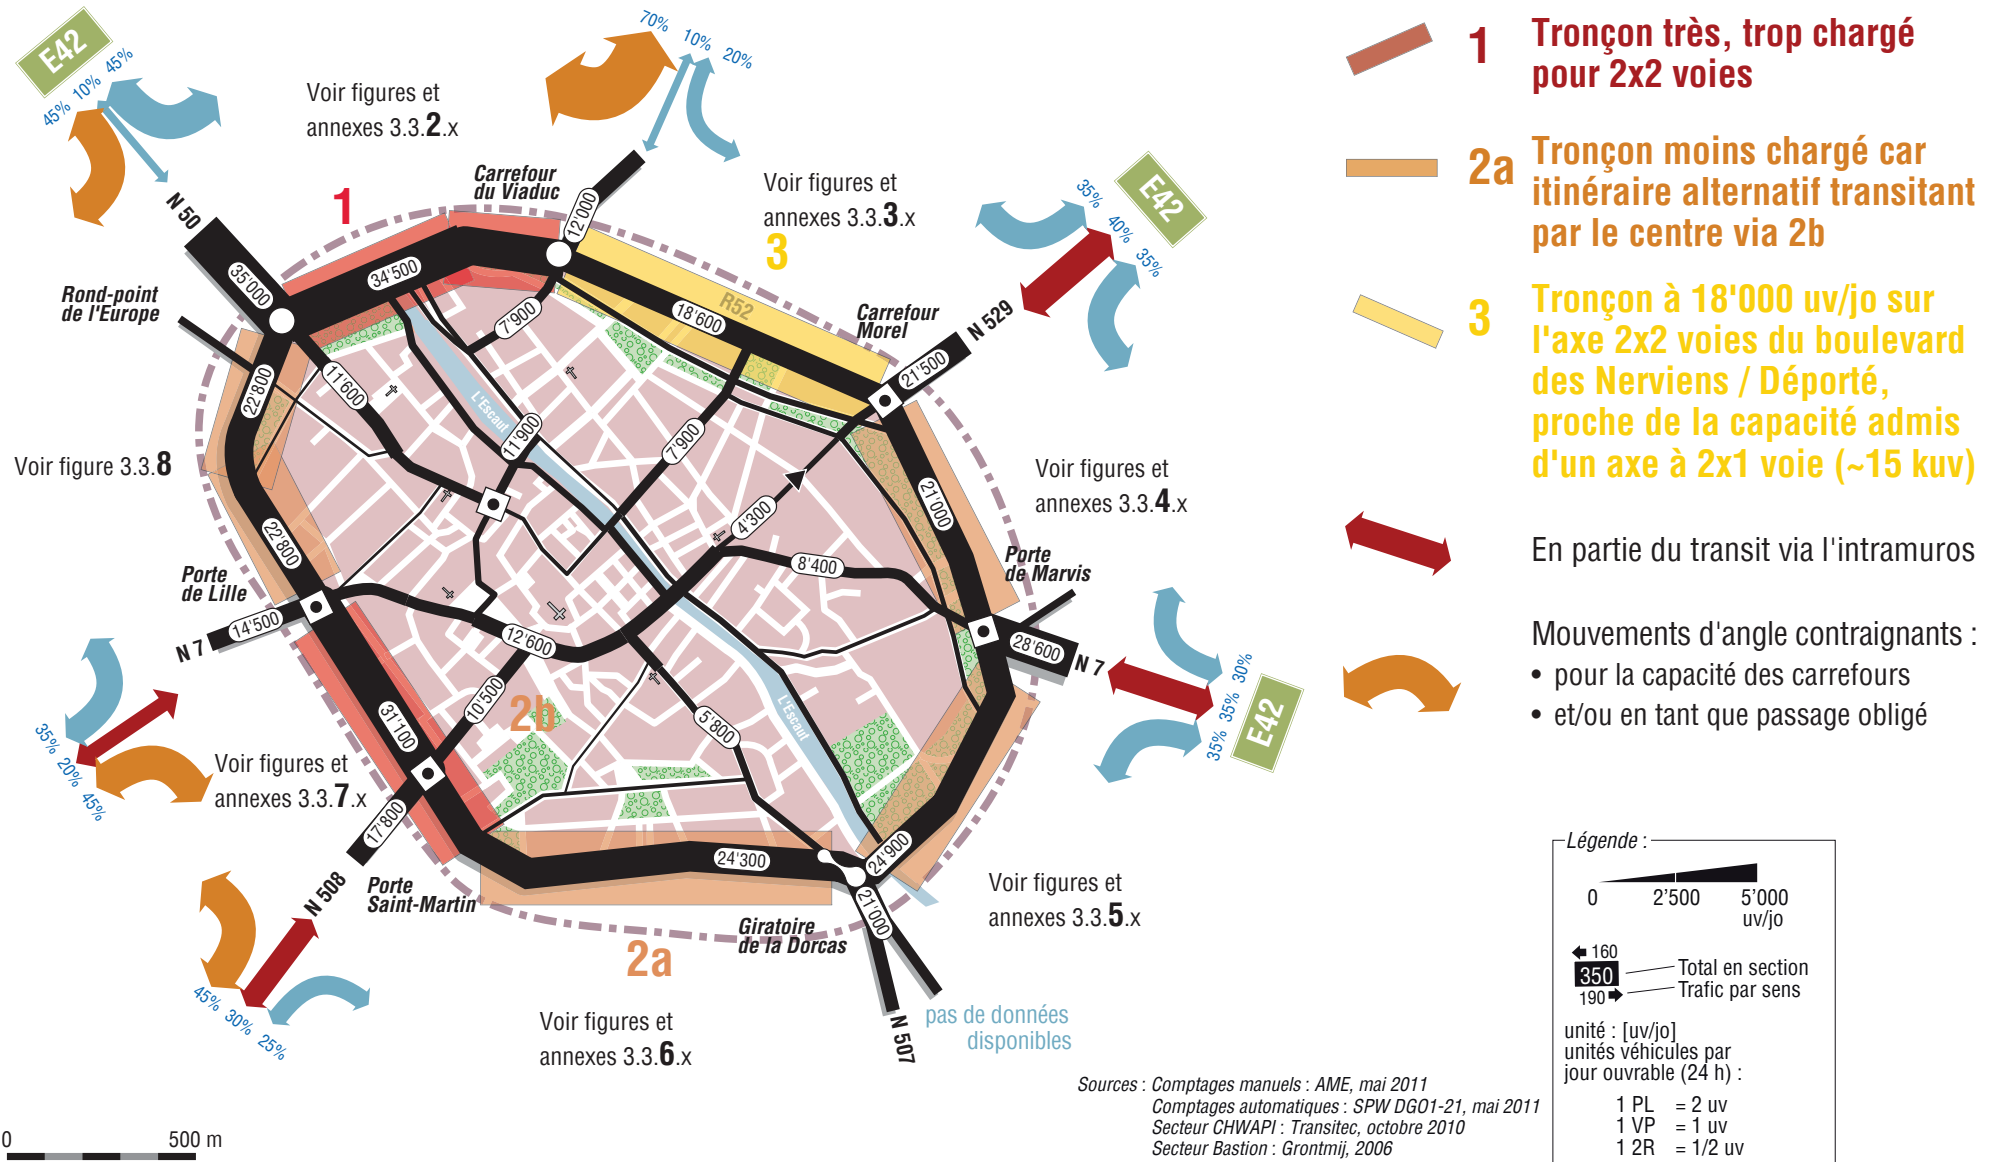 E42
45% 10% 45%
Voir figures et
annexes 3.3.2.x
70% 10% 20%
Carrefour
du Viaduc
12'000
Voir figures et
annexes 3.3.3.x
3
1
N 50
35'000
34'500
Rond-point
de l'Europe
7'900
R52
18'600
Carrefour
Morel
21'500
N 529
35% 40% 35%
E42
22'800
11'600
L'Escaut
11'900
7'900
Voir figure 3.3.8
Voir figures et
annexes 3.3.4.x
21'000
4'300
8'400
22'800
Porte
de Lille
Porte
de Marvis
14'500
N 7
12'600
28'600
N 7
35% 35% 30%
E42
10'500
2b
5'800
L'Escaut
31'100
35% 20% 45%
Voir figures et
annexes 3.3.7.x
17'800
24'300
24'900
N 508
Porte
Saint-Martin
Giratoire
de la Dorcas
21'000
Voir figures et
annexes 3.3.5.x
2a
45% 30% 25%
Voir figures et
annexes 3.3.6.x
N 507
pas de données
disponibles
0 500 m
Sources : Comptages manuels : AME, mai 2011
Comptages automatiques : SPW DGO1-21, mai 2011
Secteur CHWAPI : Transitec, octobre 2010
Secteur Bastion : Grontmij, 2006
1 Tronçon très, trop chargé
pour 2x2 voies
2a Tronçon moins chargé car
itinéraire alternatif transitant
par le centre via 2b
3 Tronçon à 18'000 uv/jo sur
l'axe 2x2 voies du boulevard
des Nerviens / Déporté,
proche de la capacité admis
d'un axe à 2x1 voie (~15 kuv)
En partie du transit via l'intramuros
Mouvements d'angle contraignants :
• pour la capacité des carrefours
• et/ou en tant que passage obligé
Légende :
0 2'500 5'000
uv/jo
160
350 Total en section
190 Trafic par sens
unité : [uv/jo]
unités véhicules par
jour ouvrable (24 h) :
1 PL = 2 uv
1 VP = 1 uv
1 2R = 1/2 uv